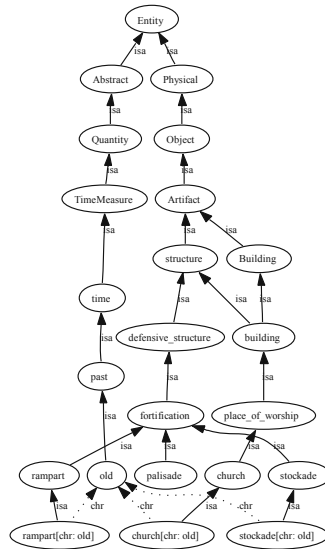 Entity
isa isa
Abstract Physical
isa isa
Quantity Object
isa isa
TimeMeasure Artifact
isa isa isa
structure Building
time isa isa isa
isa defensive_structure building
past isa isa
isa fortification place_of_worship
isa isa isa isa
rampart old palisade church stockade
isa chr chr isa chr isa
rampart[chr: old] church[chr: old] stockade[chr: old]